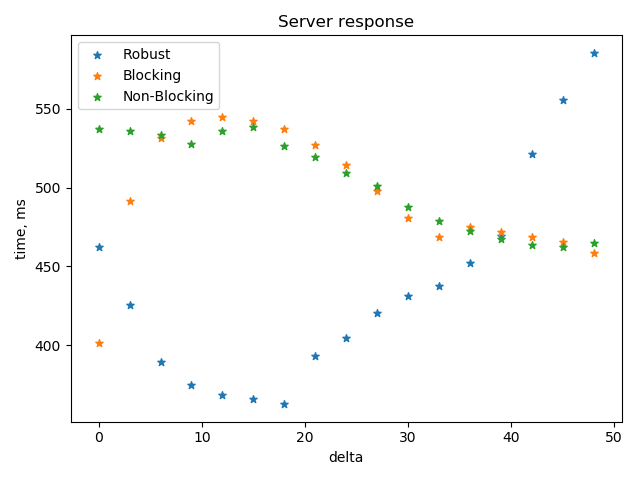 Server response
Robust
Blocking
Non-Blocking
time, ms
550
500
450
400
0 10 20 30 40 50
delta